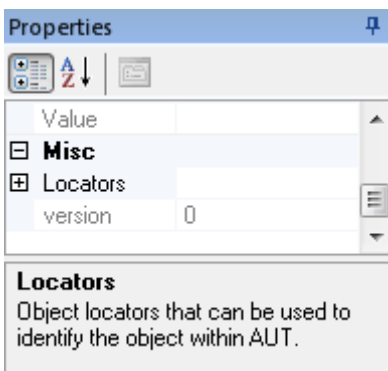 Properties
A
Z
Value
Misc
Locators
version 0
Locators
Object locators that can be used to
identify the object within AUT.